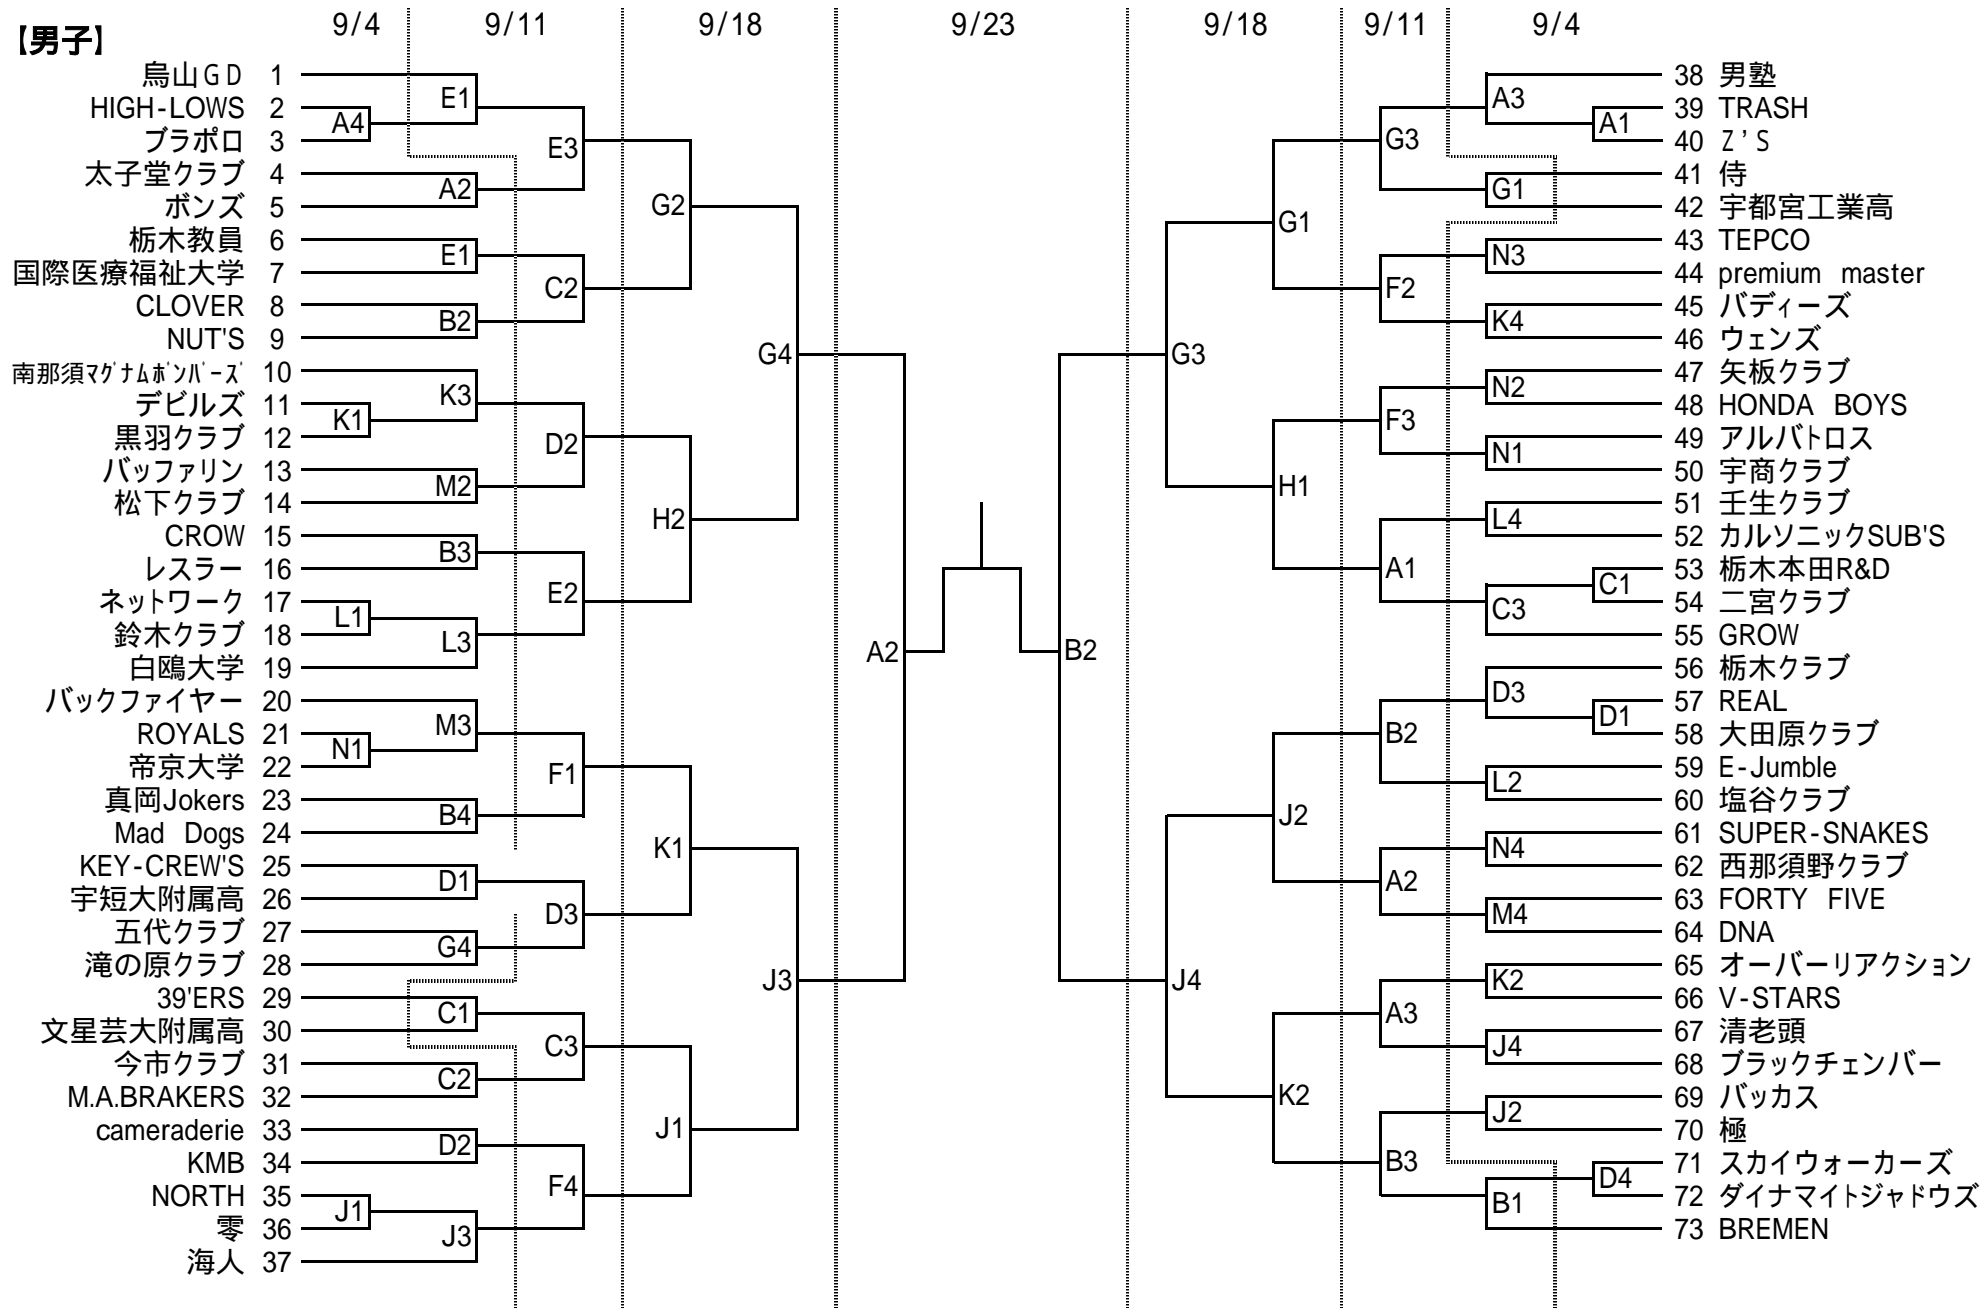 【男子】
9/4 9/11 9/18 9/23 9/18 9/11 9/4
烏山GD 1
HIGH-LOWS 2
ブラポロ 3
太子堂クラブ 4
ボンズ 5
栃木教員 6
国際医療福祉大学 7
CLOVER 8
NUT'S 9
南那須マグナムボンバーズ 10
デビルズ 11
黒羽クラブ 12
バッファリン 13
松下クラブ 14
CROW 15
レスラー 16
ネットワーク 17
鈴木クラブ 18
白鴎大学 19
バックファイヤー 20
ROYALS 21
帝京大学 22
真岡Jokers 23
Mad Dogs 24
KEY-CREW'S 25
宇短大附属高 26
五代クラブ 27
滝の原クラブ 28
39'ERS 29
文星芸大附属高 30
今市クラブ 31
M.A.BRAKERS 32
cameraderie 33
KMB 34
NORTH 35
零 36
海人 37
A4
K1
L1
N1
J1
E1
A2
E1
B2
K3
M2
B3
L3
M3
B4
D1
G4
C1
C2
D2
J3
E3
C2
D2
E2
F1
D3
C3
F4
G2
H2
K1
J1
G4
J3
A2
B2
G3
J4
G1
H1
J2
K2
G3
F2
F3
A1
B2
A2
A3
B3
A3
G1
N3
K4
N2
N1
L4
C3
D3
L2
N4
M4
K2
J4
J2
B1
A1
C1
D1
D4
38 男塾
39 TRASH
40 Z'S
41 侍
42 宇都宮工業高
43 TEPCO
44 premium master
45 バディーズ
46 ウェンズ
47 矢板クラブ
48 HONDA BOYS
49 アルバトロス
50 宇商クラブ
51 壬生クラブ
52 カルソニックSUB'S
53 栃木本田R&D
54 二宮クラブ
55 GROW
56 栃木クラブ
57 REAL
58 大田原クラブ
59 E-Jumble
60 塩谷クラブ
61 SUPER-SNAKES
62 西那須野クラブ
63 FORTY FIVE
64 DNA
65 オーバーリアクション
66 V-STARS
67 清老頭
68 ブラックチェンバー
69 バッカス
70 極
71 スカイウォーカーズ
72 ダイナマイトジャドウズ
73 BREMEN